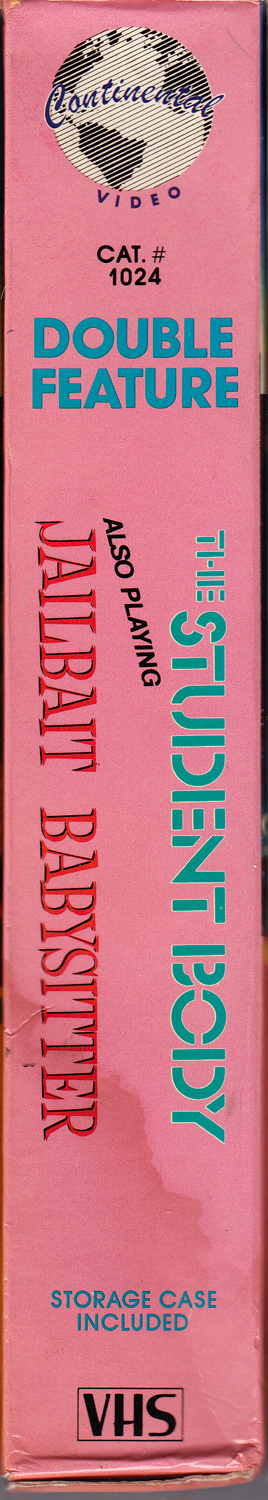 Continental
VIDEO
CAT. #
1024
DOUBLE
FEATURE
THE STUDENT BODY
ALSO PLAYING
JAILBAIT BABYSITTER
STORAGE CASE
INCLUDED
VHS